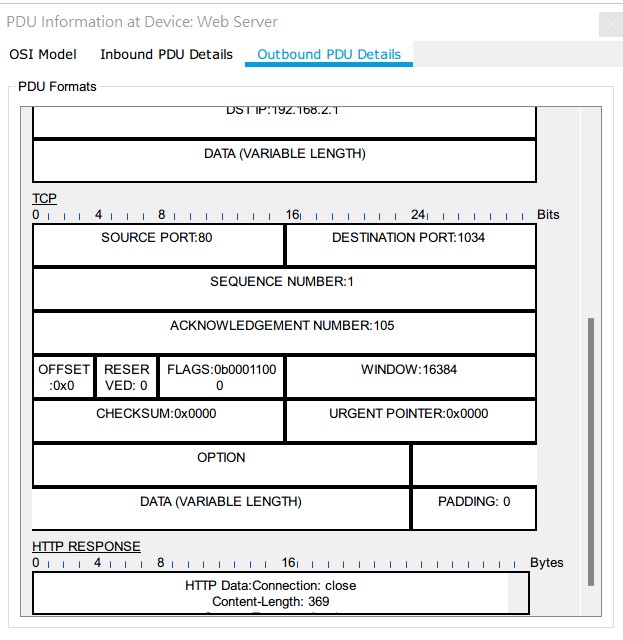 PDU Information at Device: Web Server
×
OSI Model Inbound PDU Details Outbound PDU Details
PDU Formats
DST IP:192.168.2.1
DATA (VARIABLE LENGTH)
TCP
0 4 8 16 24 Bits
SOURCE PORT:80 DESTINATION PORT:1034
SEQUENCE NUMBER:1
ACKNOWLEDGEMENT NUMBER:105
OFFSET RESER FLAGS:0b0001100 WINDOW:16384
:0x0 VED: 0 0
CHECKSUM:0x0000 URGENT POINTER:0x0000
OPTION
DATA (VARIABLE LENGTH) PADDING: 0
HTTP RESPONSE
0 4 8 16 Bytes
HTTP Data:Connection: close
Content-Length: 369